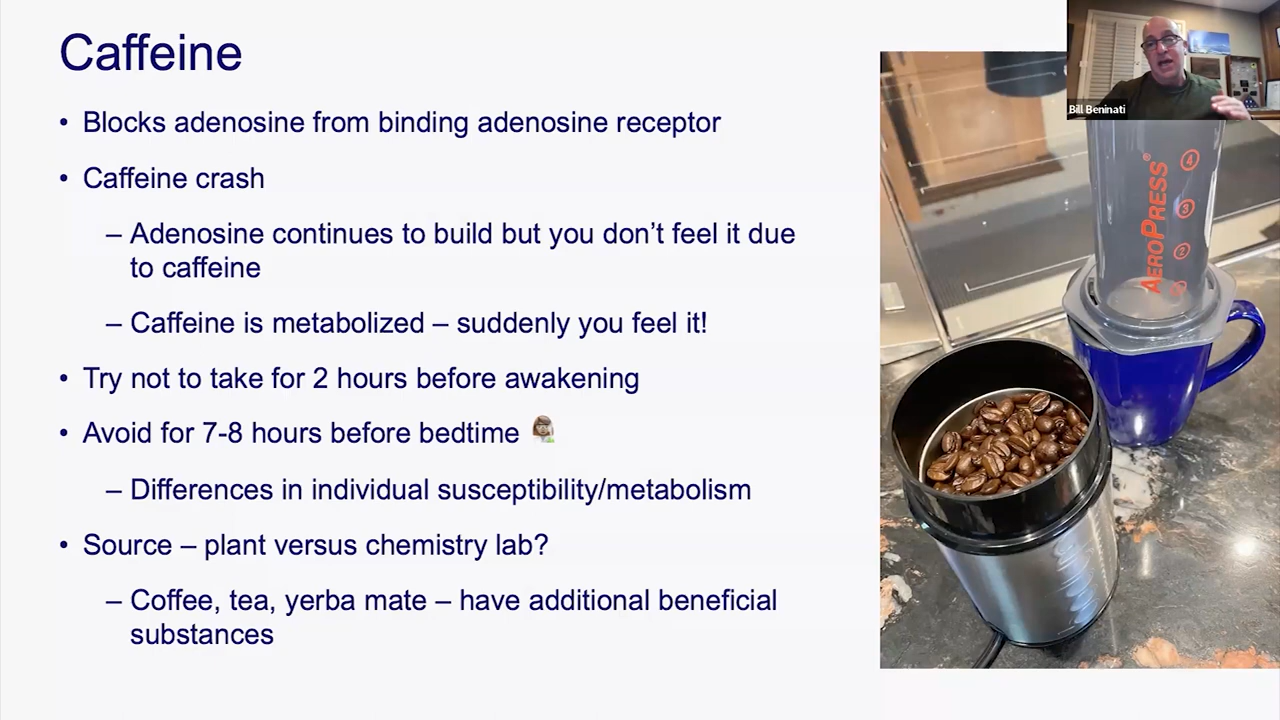 Caffeine
• Blocks adenosine from binding adenosine receptor
• Caffeine crash
– Adenosine continues to build but you don’t feel it due
to caffeine
– Caffeine is metabolized – suddenly you feel it!
• Try not to take for 2 hours before awakening
• Avoid for 7-8 hours before bedtime
– Differences in individual susceptibility/metabolism
• Source – plant versus chemistry lab?
– Coffee, tea, yerba mate – have additional beneficial
substances
Bill Beninati
AEROPRESS®
4
3
2
1